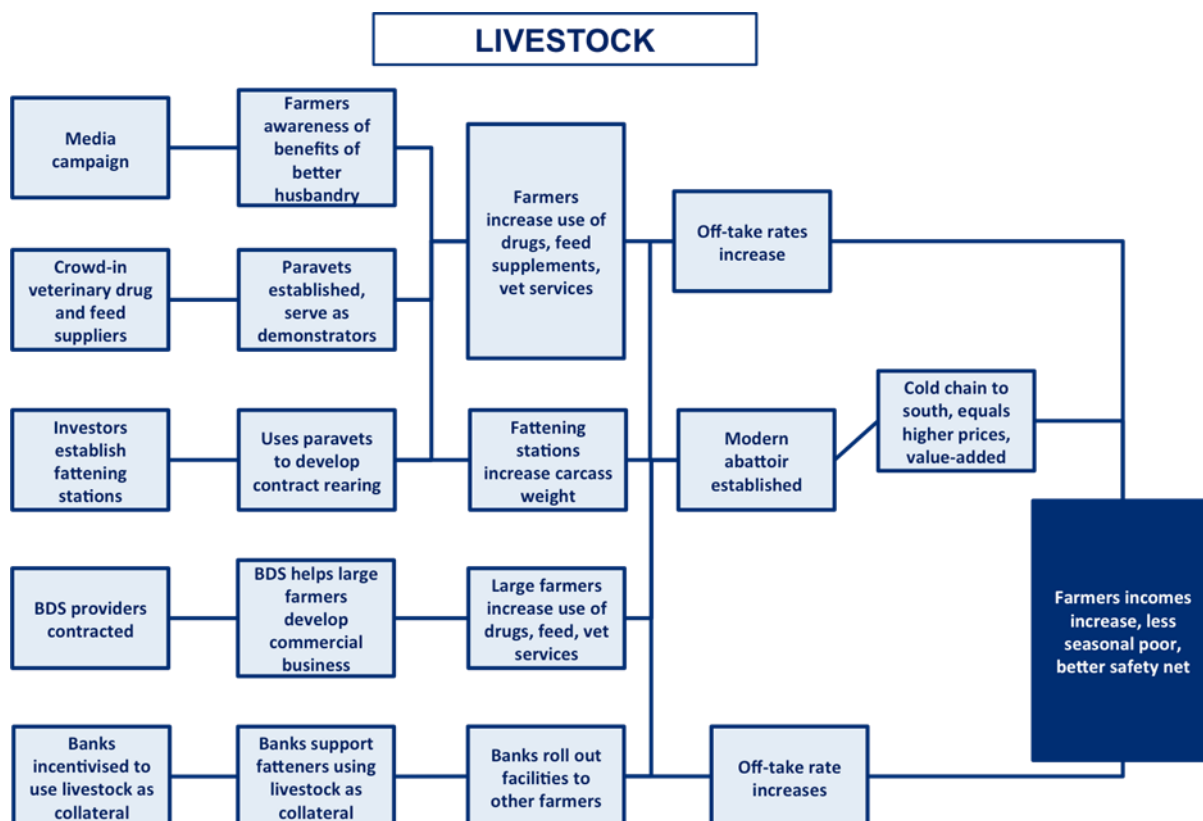 LIVESTOCK
Media
campaign
Farmers
awareness of
benefits of
better
husbandry
Farmers
increase use of
drugs, feed
supplements,
vet services
Off-take rates
increase
Crowd-in
veterinary drug
and feed
suppliers
Paravets
established,
serve as
demonstrators
Investors
establish
fattening
stations
Uses paravets
to develop
contract rearing
Fattening
stations
increase carcass
weight
Modern
abattoir
established
Cold chain to
south, equals
higher prices,
value-added
BDS providers
contracted
BDS helps large
farmers
develop
commercial
business
Large farmers
increase use of
drugs, feed, vet
services
Farmers incomes
increase, less
seasonal poor,
better safety net
Banks
incentivised to
use livestock as
collateral
Banks support
fatteners using
livestock as
collateral
Banks roll out
facilities to
other farmers
Off-take rate
increases